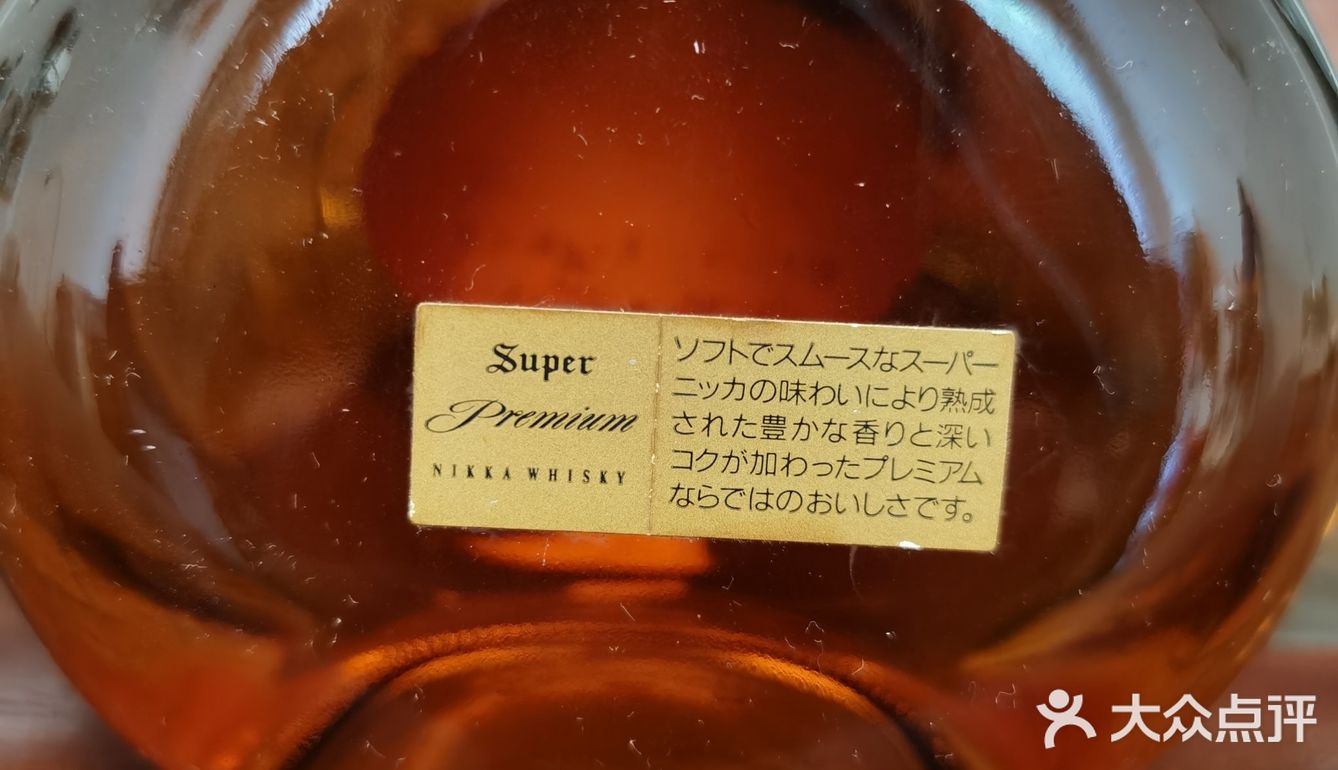 Super
Premium
NIKKA WHISKY
ソフトでスムースなスーパー
ニッカの味わいにより熟成
された豊かな香りと深い
コクが加わったプレミアム
ならではのおいしさです。
大众点评